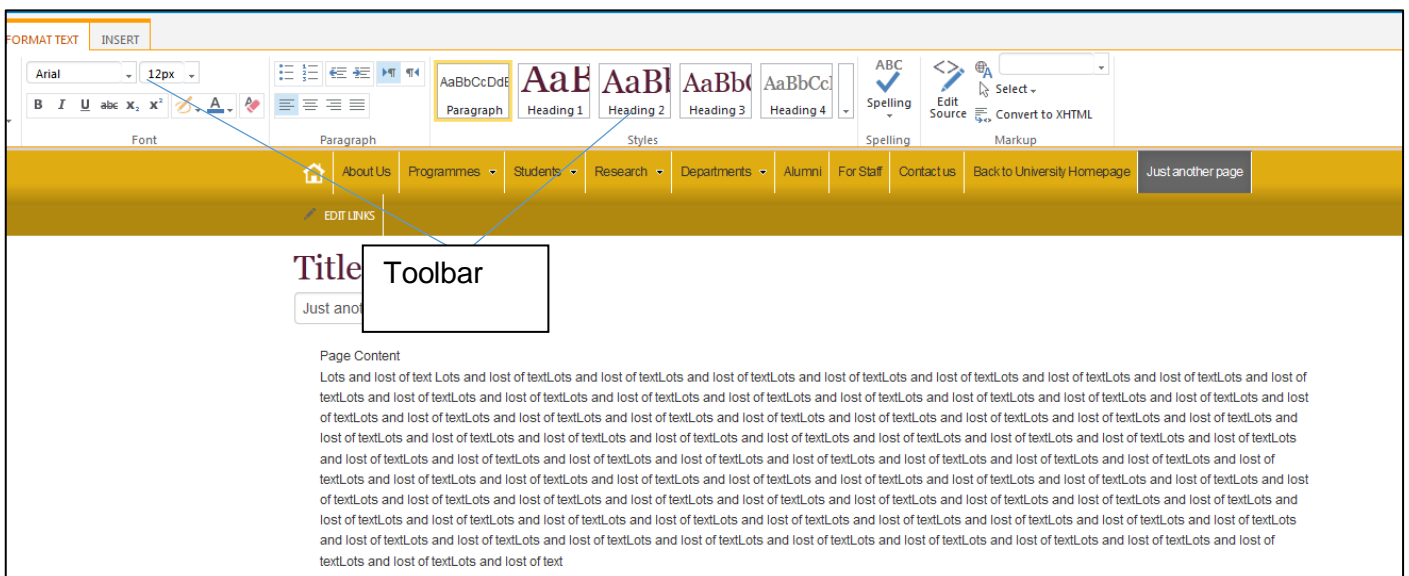 FORMAT TEXT INSERT
Arial 12px
B I U abc x₂ x² A
Font
Paragraph
AaBbCcDdE AaB AaBl AaBb( AaBbCcl
Paragraph Heading 1 Heading 2 Heading 3 Heading 4
Styles
ABC
Spelling
Spelling
Edit Source
Select
Convert to XHTML
Markup
About Us Programmes Students Research Departments Alumni For Staff Contact us Back to University Homepage Just another page
EDIT LINKS
Title
Toolbar
Just anot
Page Content
Lots and lost of text Lots and lost of textLots and lost of textLots and lost of textLots and lost of textLots and lost of textLots and lost of textLots and lost of textLots and lost of
textLots and lost of textLots and lost of textLots and lost of textLots and lost of textLots and lost of textLots and lost of textLots and lost of textLots and lost of textLots and lost
of textLots and lost of textLots and lost of textLots and lost of textLots and lost of textLots and lost of textLots and lost of textLots and lost of textLots and lost of textLots and
lost of textLots and lost of textLots and lost of textLots and lost of textLots and lost of textLots and lost of textLots and lost of textLots and lost of textLots and lost of textLots
and lost of textLots and lost of textLots and lost of textLots and lost of textLots and lost of textLots and lost of textLots and lost of textLots and lost of textLots and lost of
textLots and lost of textLots and lost of textLots and lost of textLots and lost of textLots and lost of textLots and lost of textLots and lost of textLots and lost of textLots and lost
of textLots and lost of textLots and lost of textLots and lost of textLots and lost of textLots and lost of textLots and lost of textLots and lost of textLots and lost of textLots and
lost of textLots and lost of textLots and lost of textLots and lost of textLots and lost of textLots and lost of textLots and lost of textLots and lost of textLots and lost of textLots
and lost of textLots and lost of textLots and lost of textLots and lost of textLots and lost of textLots and lost of textLots and lost of textLots and lost of textLots and lost of
textLots and lost of textLots and lost of text